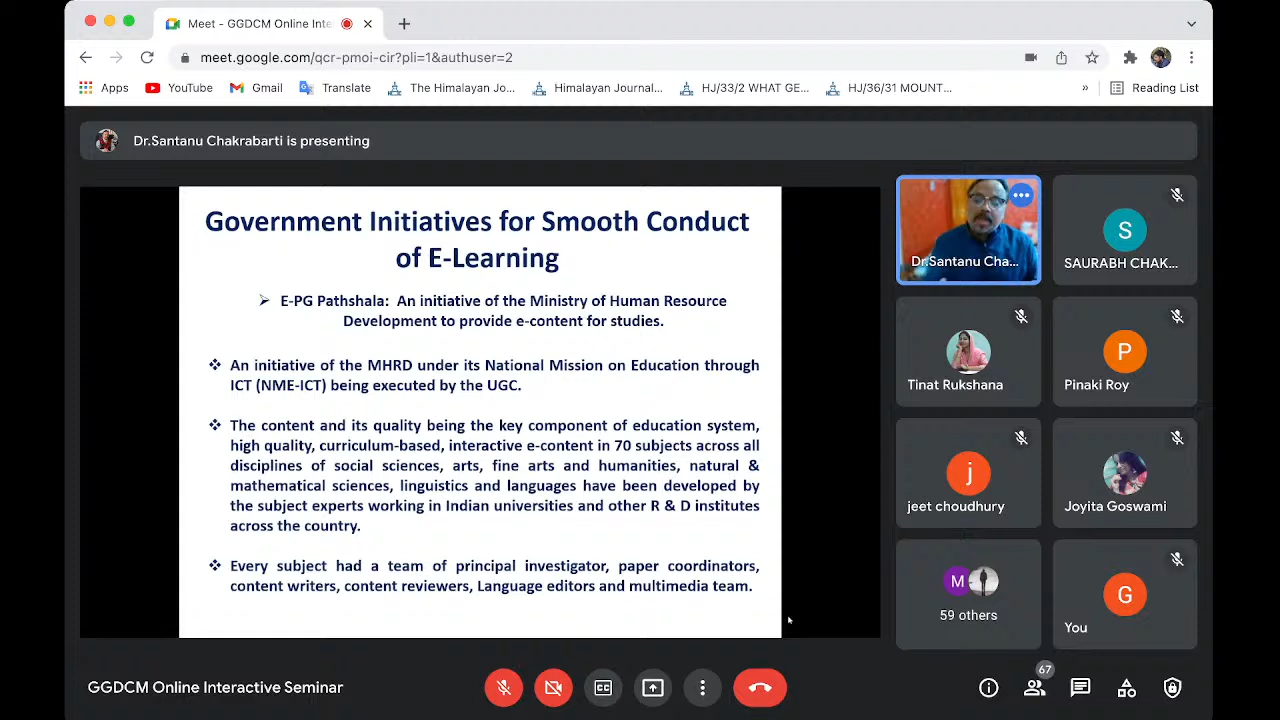 Meet - GGDCM Online Inte
meet.google.com/qcr-pmoi-cir?pli=1&authuser=2
Apps
YouTube
Gmail
Translate
The Himalayan Jo...
Himalayan Journal...
HJ/33/2 WHAT GE...
HJ/36/31 MOUNT...
»
Reading List
Dr.Santanu Chakrabarti is presenting
Government Initiatives for Smooth Conduct
of E-Learning
➢ E-PG Pathshala: An initiative of the Ministry of Human Resource
Development to provide e-content for studies.
❖ An initiative of the MHRD under its National Mission on Education through
ICT (NME-ICT) being executed by the UGC.
❖ The content and its quality being the key component of education system,
high quality, curriculum-based, interactive e-content in 70 subjects across all
disciplines of social sciences, arts, fine arts and humanities, natural &
mathematical sciences, linguistics and languages have been developed by
the subject experts working in Indian universities and other R & D institutes
across the country.
❖ Every subject had a team of principal investigator, paper coordinators,
content writers, content reviewers, Language editors and multimedia team.
Dr.Santanu Cha...
S
SAURABH CHAK...
Tinat Rukshana
P
Pinaki Roy
j
jeet choudhury
Joyita Goswami
M
59 others
G
You
GGDCM Online Interactive Seminar
CC
67